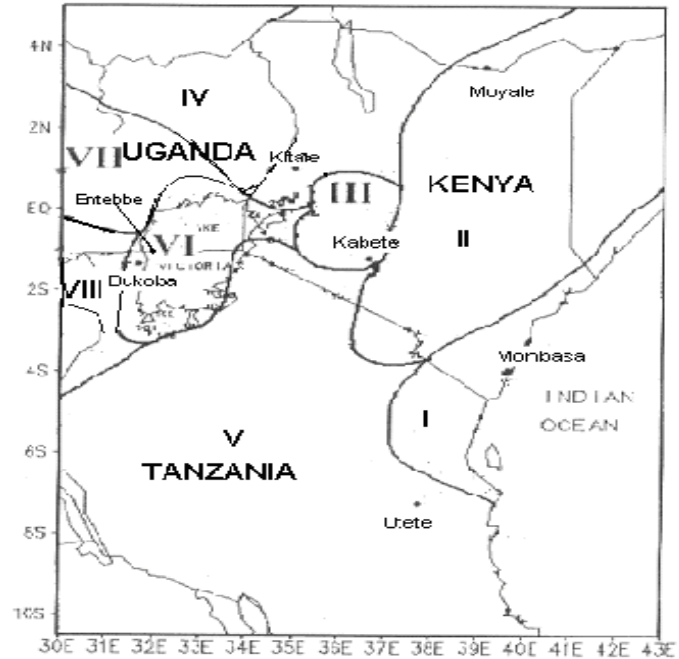 4N
Moyale
IV
2N
UGANDA
VII
Kitale
EQ
III
KENYA
Entebbe
VI
Kabete
II
VICTORIA
2S
VIII
Bukoba
Mombasa
4S
INDIAN
OCEAN
I
V
6S
TANZANIA
Utete
10S
30E 31E 32E 33E 34E 35E 36E 37E 38E 39E 40E 41E 42E 43E